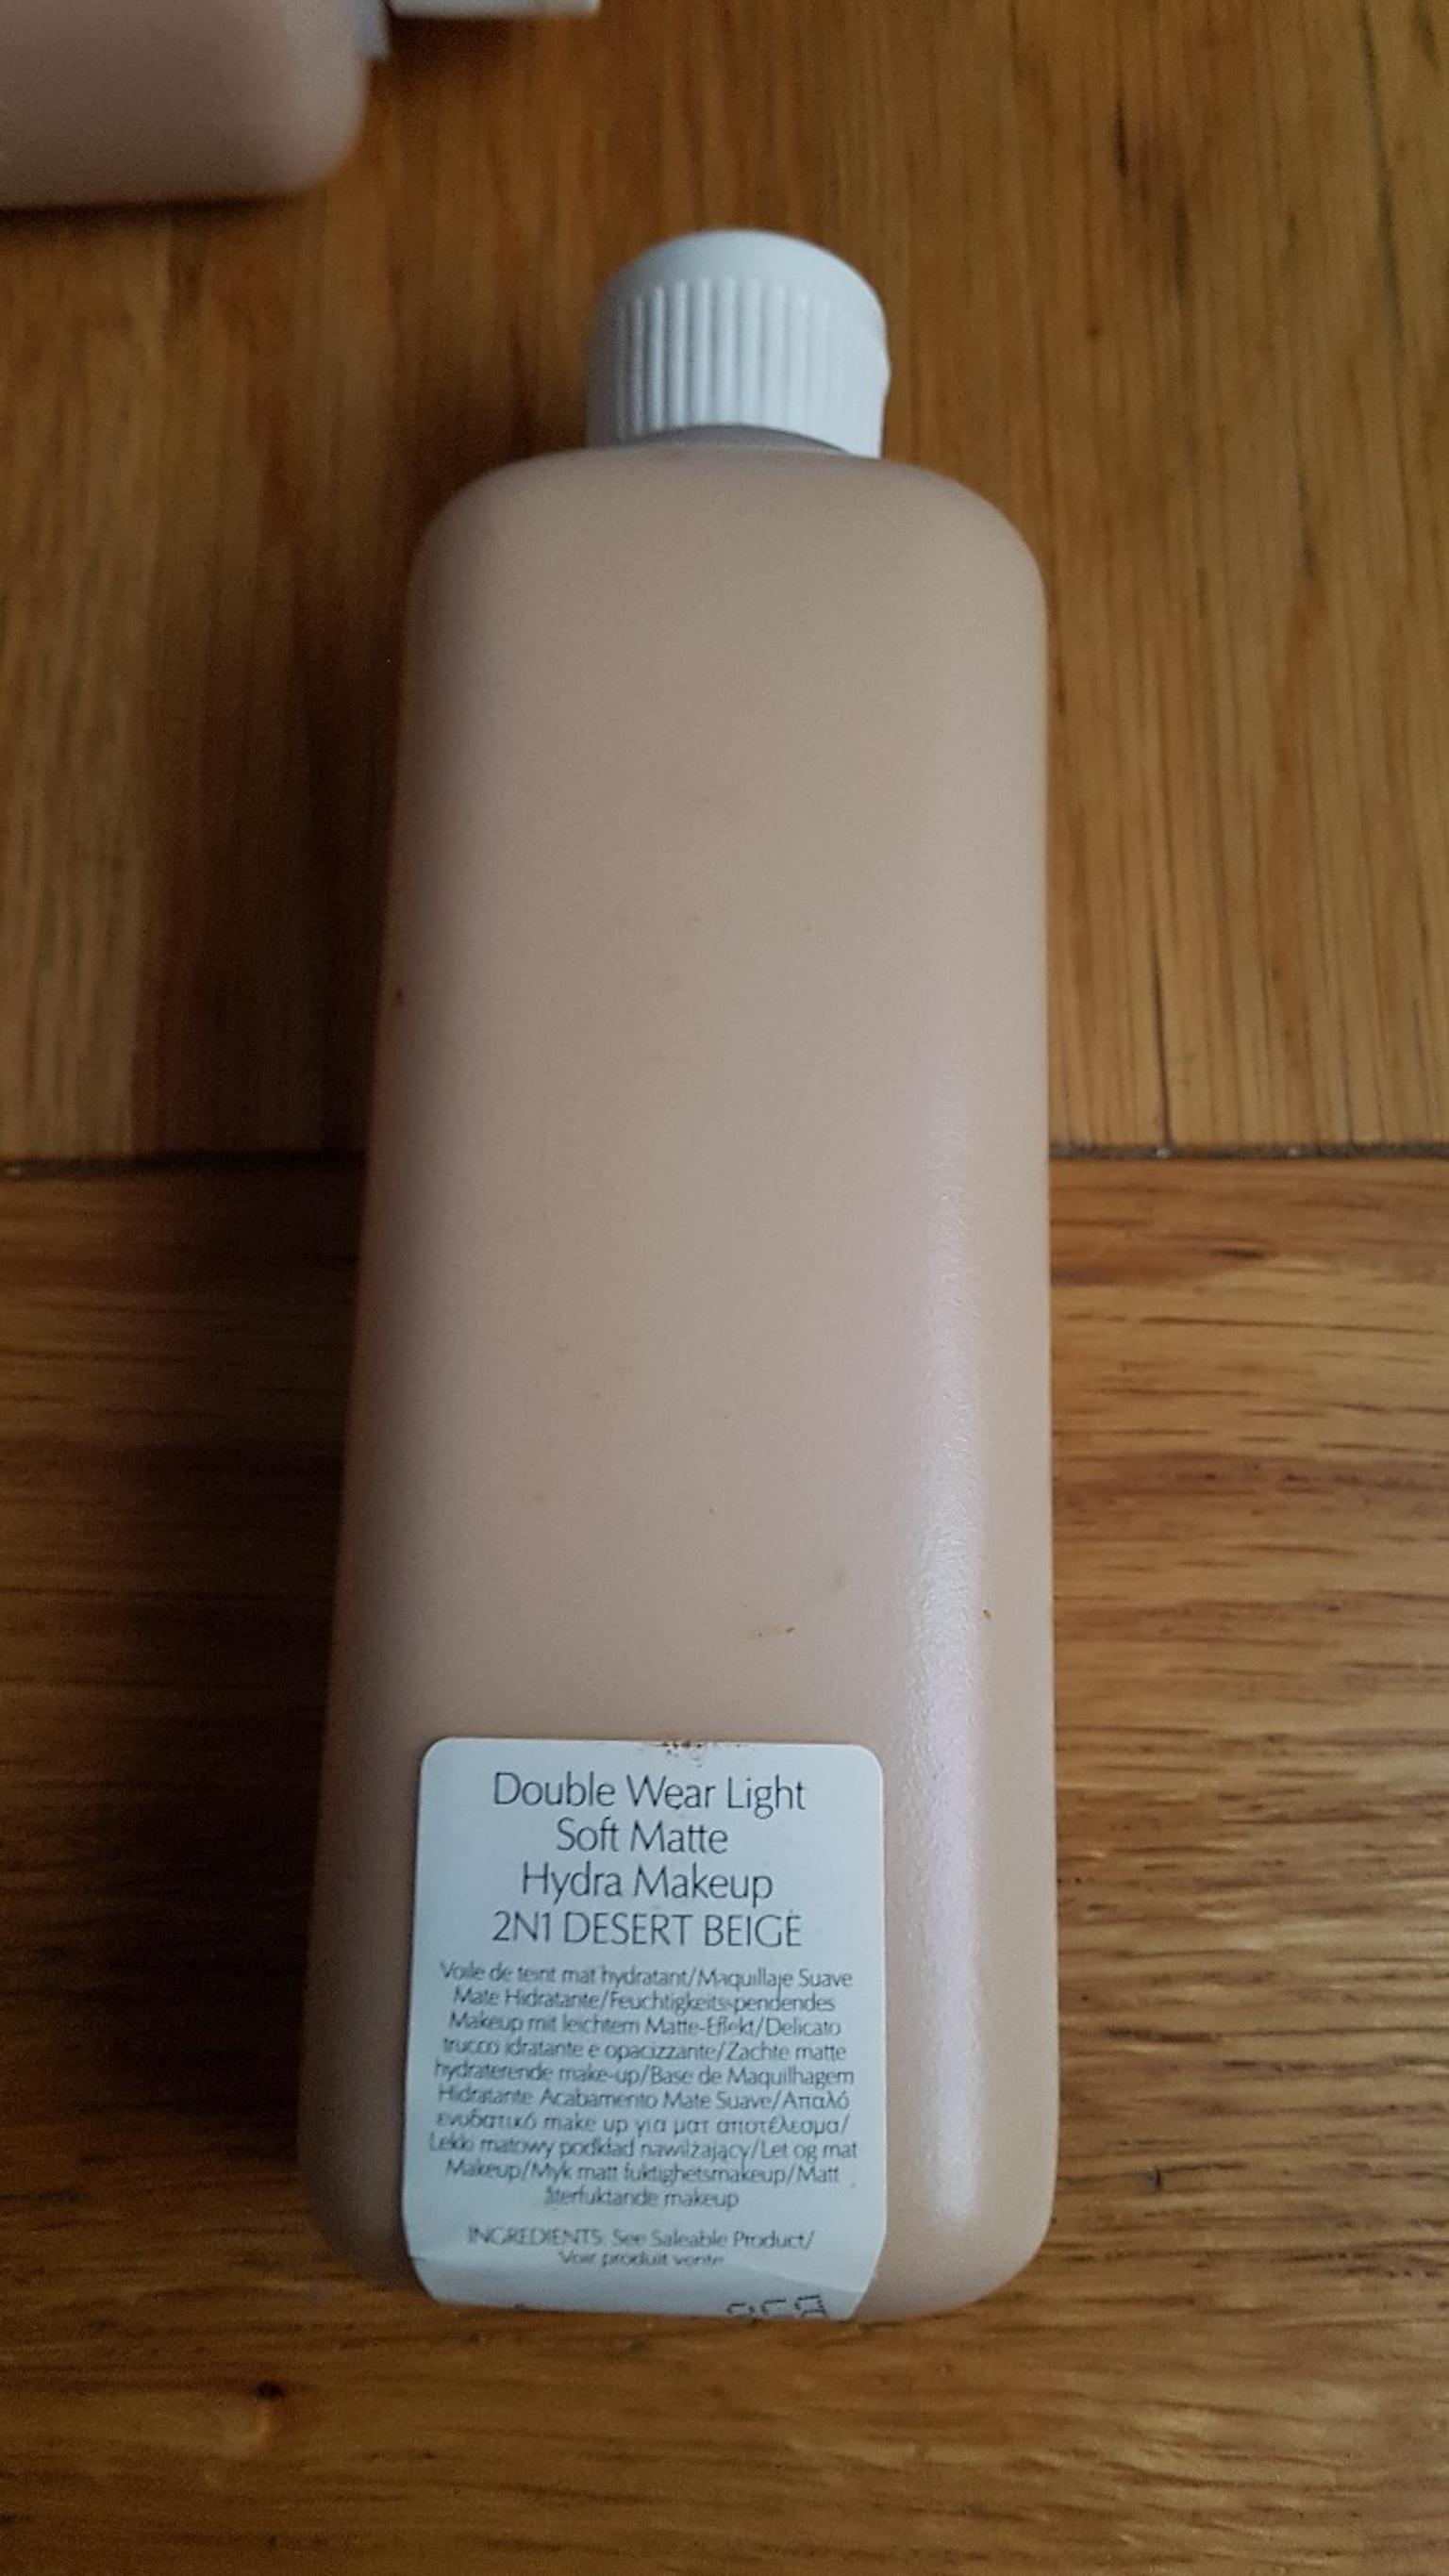 Double Wear Light
Soft Matte
Hydra Makeup
2N1 DESERT BEIGE
Voile de teint mat hydratant/Maquillaje Suave
Mate Hidratante/Feuchtigkeitsspendendes
Makeup mit leichtem Matte-Effekt/Delicato
trucco idratante e opacizzante/Zachte matte
hydraterende make-up/Base de Maquilhagem
Hidratante Acabamento Mate Suave/Απαλό
ενυδατικό make up για ματ αποτέλεσμα/
Lekki matowy podkład nawilżający/Let og mat
Makeup/Myk matt fuktighetsmakeup/Matt
återfuktande makeup
INGREDIENTS: See Saleable Product/
Voir produit vente